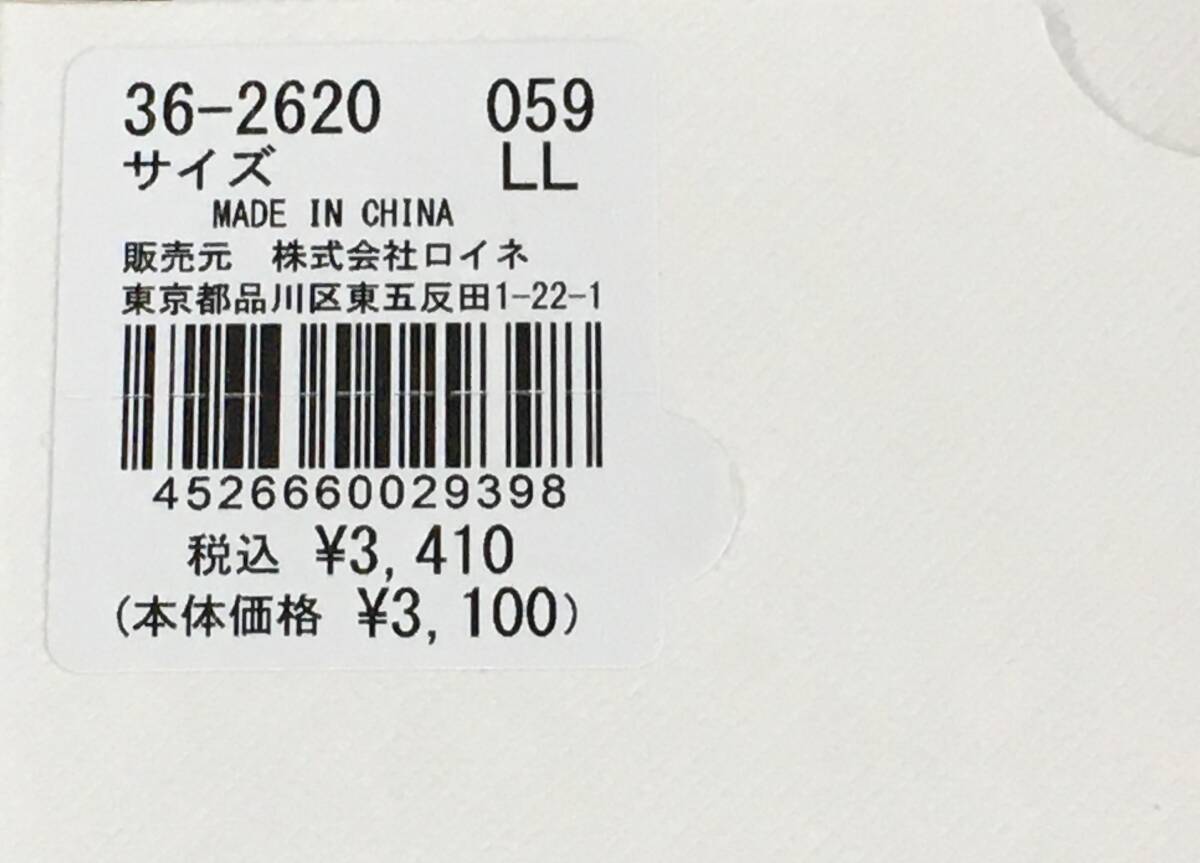 36-2620 059
サイズ LL
MADE IN CHINA
販売元 株式会社ロイネ
東京都品川区東五反田1-22-1
4526660029398
税込 ¥3,410
(本体価格 ¥3,100)